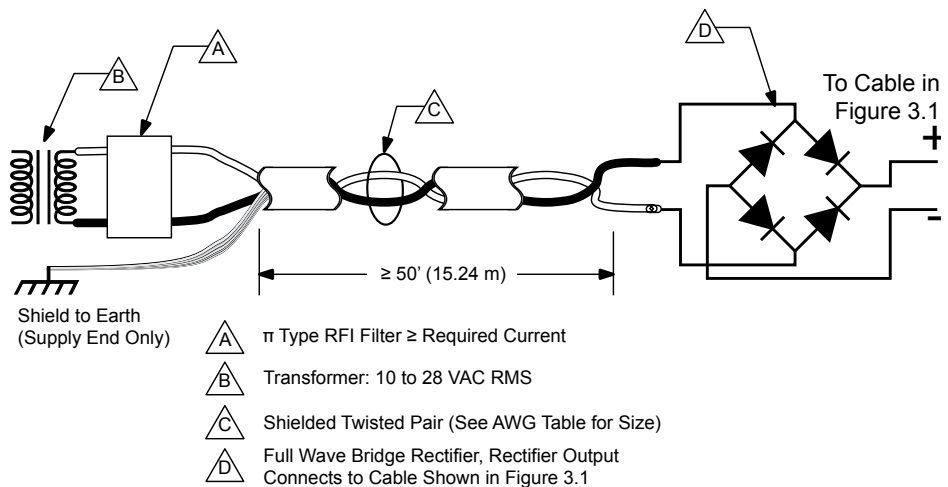 A
B
C
D
To Cable in
Figure 3.1
+
-
≥ 50' (15.24 m)
Shield to Earth
(Supply End Only)
A π Type RFI Filter ≥ Required Current
B Transformer: 10 to 28 VAC RMS
C Shielded Twisted Pair (See AWG Table for Size)
D Full Wave Bridge Rectifier, Rectifier Output
Connects to Cable Shown in Figure 3.1